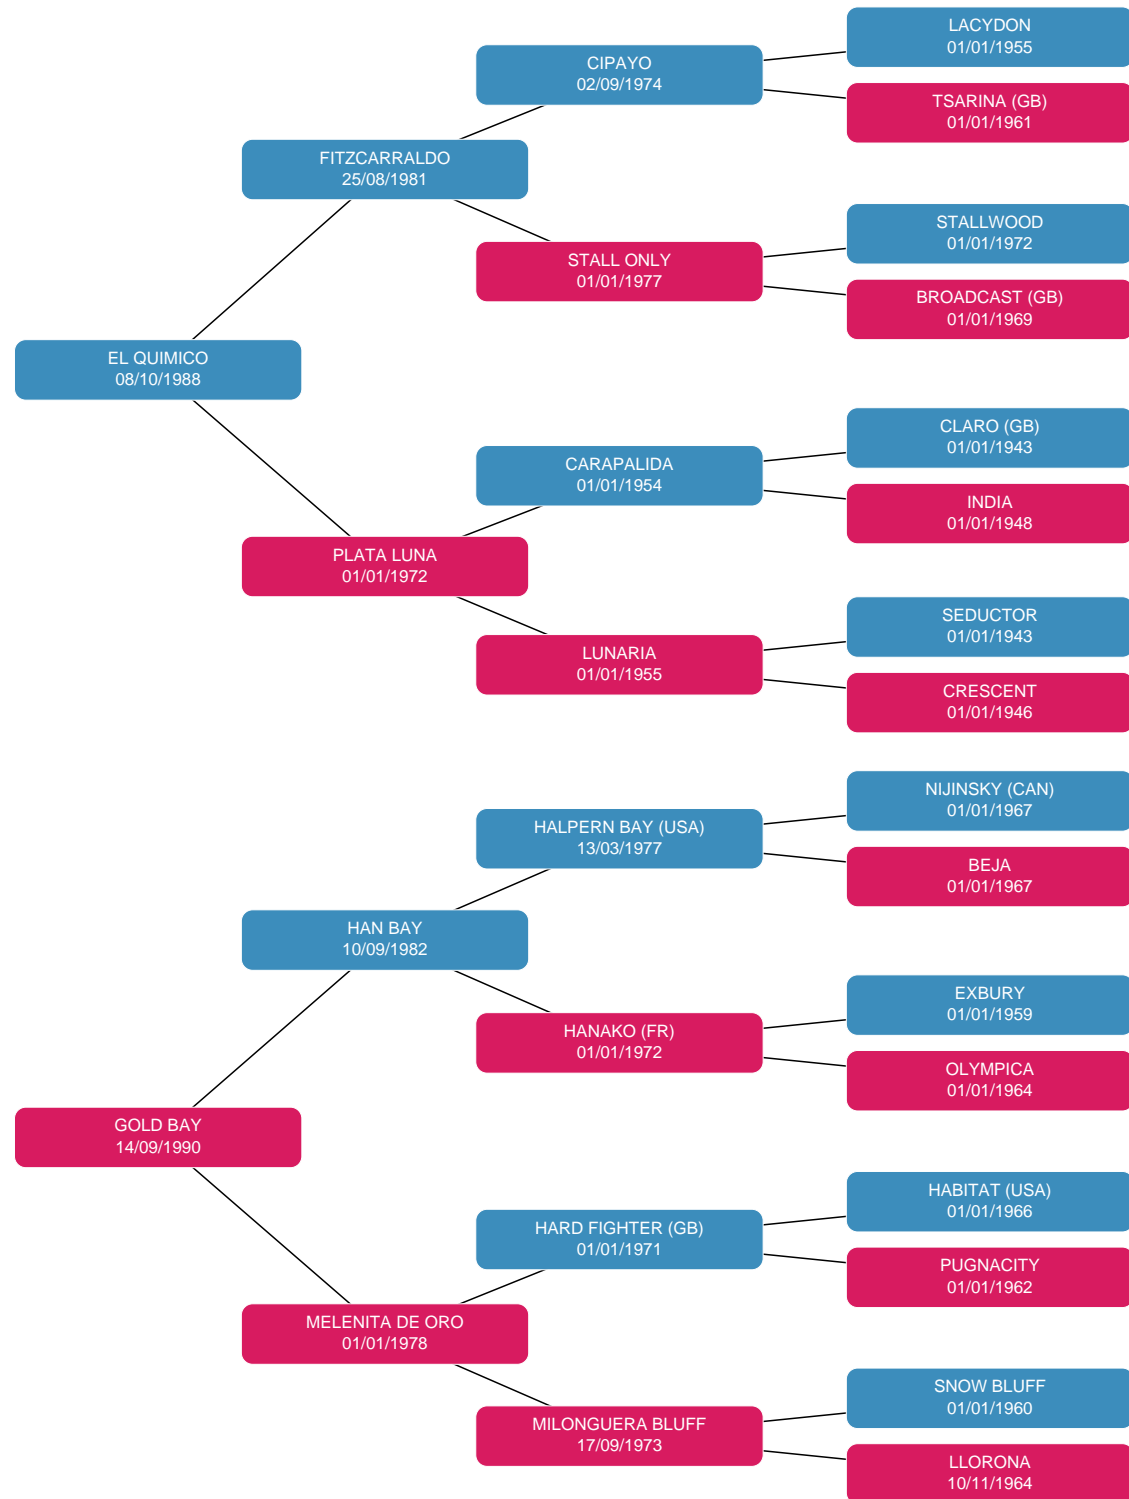 LACYDON
01/01/1955
CIPAYO
02/09/1974
TSARINA (GB)
01/01/1961
FITZCARRALDO
25/08/1981
STALLWOOD
01/01/1972
STALL ONLY
01/01/1977
BROADCAST (GB)
01/01/1969
EL QUIMICO
08/10/1988
CLARO (GB)
01/01/1943
CARAPALIDA
01/01/1954
INDIA
01/01/1948
PLATA LUNA
01/01/1972
SEDUCTOR
01/01/1943
LUNARIA
01/01/1955
CRESCENT
01/01/1946
NIJINSKY (CAN)
01/01/1967
HALPERN BAY (USA)
13/03/1977
BEJA
01/01/1967
HAN BAY
10/09/1982
EXBURY
01/01/1959
HANAKO (FR)
01/01/1972
OLYMPICA
01/01/1964
GOLD BAY
14/09/1990
HABITAT (USA)
01/01/1966
HARD FIGHTER (GB)
01/01/1971
PUGNACITY
01/01/1962
MELENITA DE ORO
01/01/1978
SNOW BLUFF
01/01/1960
MILONGUERA BLUFF
17/09/1973
LLORONA
10/11/1964